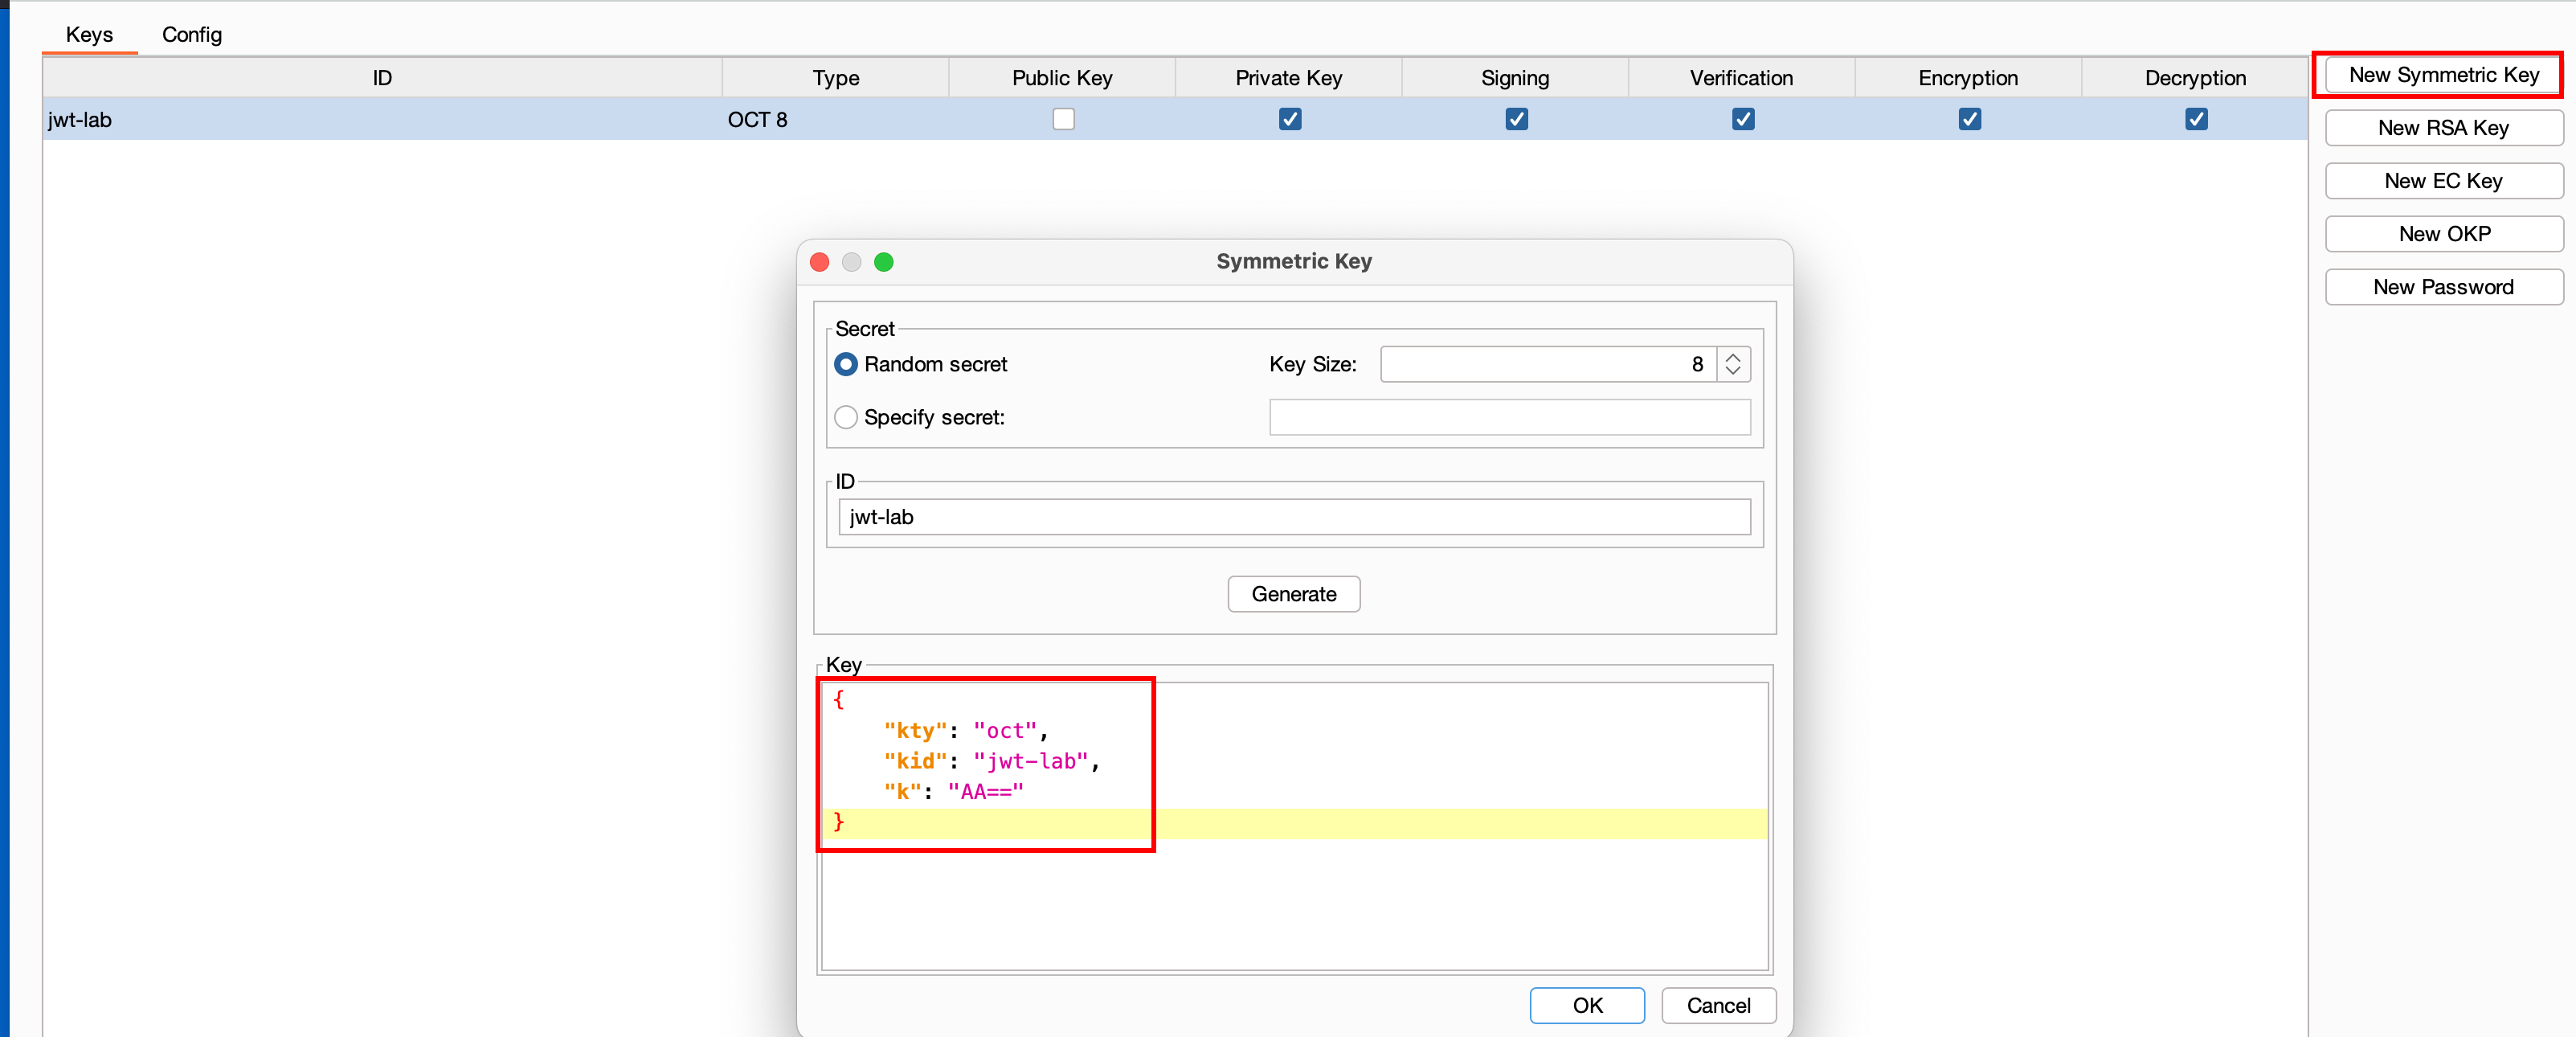 Keys Config
ID Type Public Key Private Key Signing Verification Encryption Decryption
jwt-lab OCT 8
New Symmetric Key
New RSA Key
New EC Key
New OKP
New Password
Symmetric Key
Secret
Random secret Key Size: 8
Specify secret:
ID
jwt-lab
Generate
Key
{
"kty": "oct",
"kid": "jwt-lab",
"k": "AA=="
}
OK Cancel